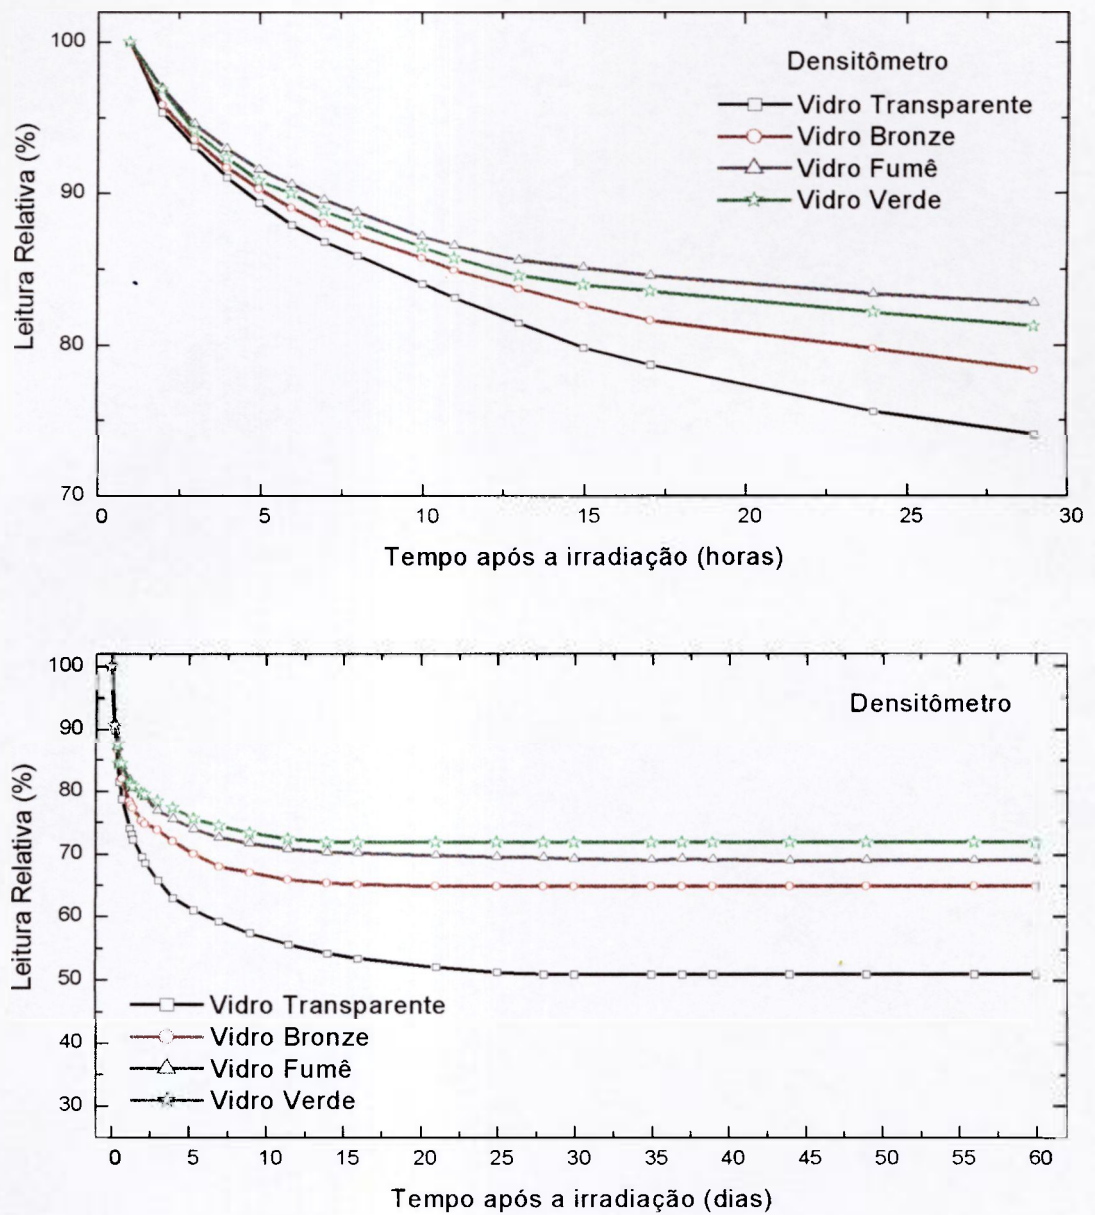 100
90
80
70
Leitura Relativa (%)
Densitômetro
Vidro Transparente
Vidro Bronze
Vidro Fumê
Vidro Verde
0 5 10 15 20 25 30
Tempo após a irradiação (horas)
100
90
80
70
60
50
40
30
Leitura Relativa (%)
Densitômetro
Vidro Transparente
Vidro Bronze
Vidro Fumê
Vidro Verde
0 5 10 15 20 25 30 35 40 45 50 55 60
Tempo após a irradiação (dias)